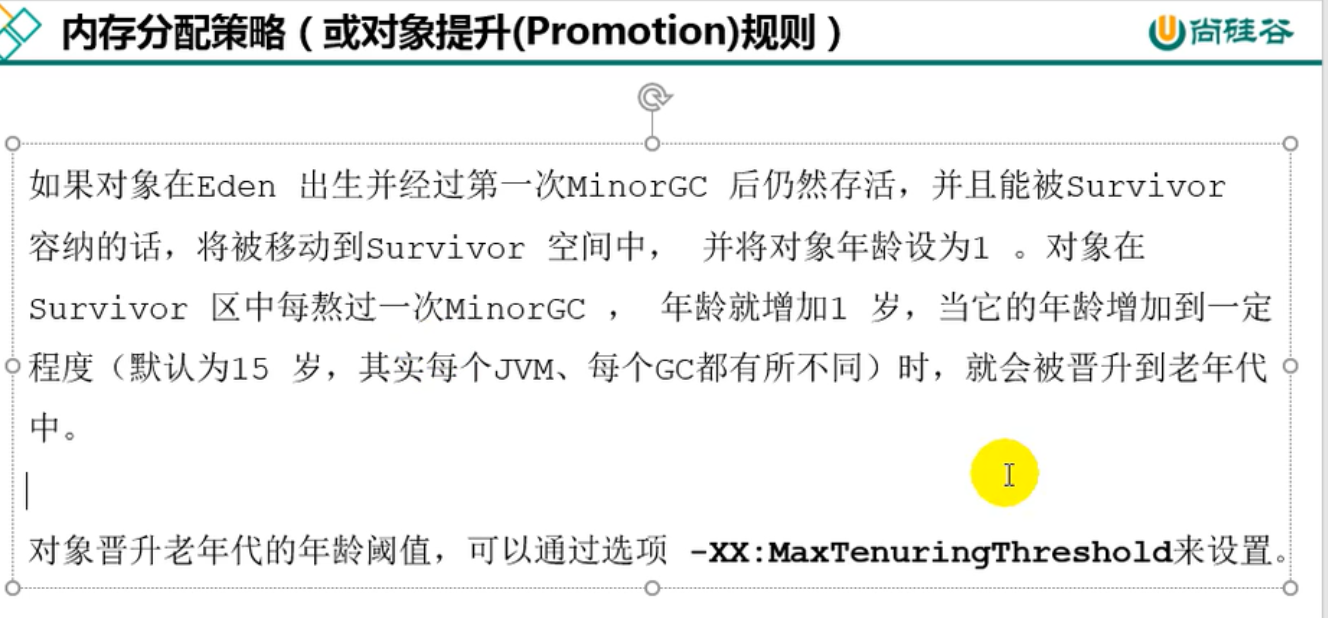 内存分配策略（或对象提升(Promotion)规则）
尚硅谷
如果对象在Eden 出生并经过第一次MinorGC 后仍然存活，并且能被Survivor
容纳的话，将被移动到Survivor 空间中， 并将对象年龄设为1 。对象在
Survivor 区中每熬过一次MinorGC ， 年龄就增加1 岁，当它的年龄增加到一定
程度（默认为15 岁，其实每个JVM、每个GC都有所不同）时，就会被晋升到老年代
中。
对象晋升老年代的年龄阈值，可以通过选项 -XX:MaxTenuringThreshold来设置。